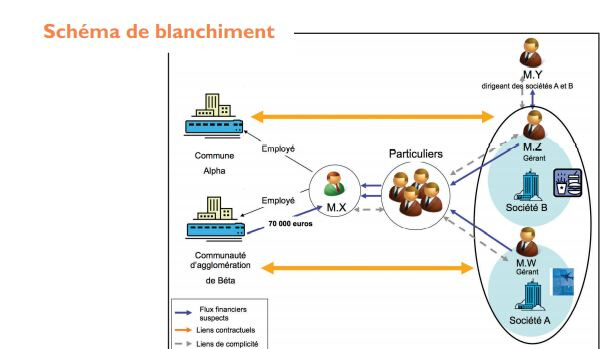 Schéma de blanchiment
M.Y
dirigeant des sociétés A et B
Commune
Alpha
Employé
Particuliers
M.Z
Gérant
Société B
Employé
M.X
70 000 euros
M.W
Gérant
Communauté
d'agglomération
de Béta
Société A
Flux financiers
suspects
Liens contractuels
Liens de complicité